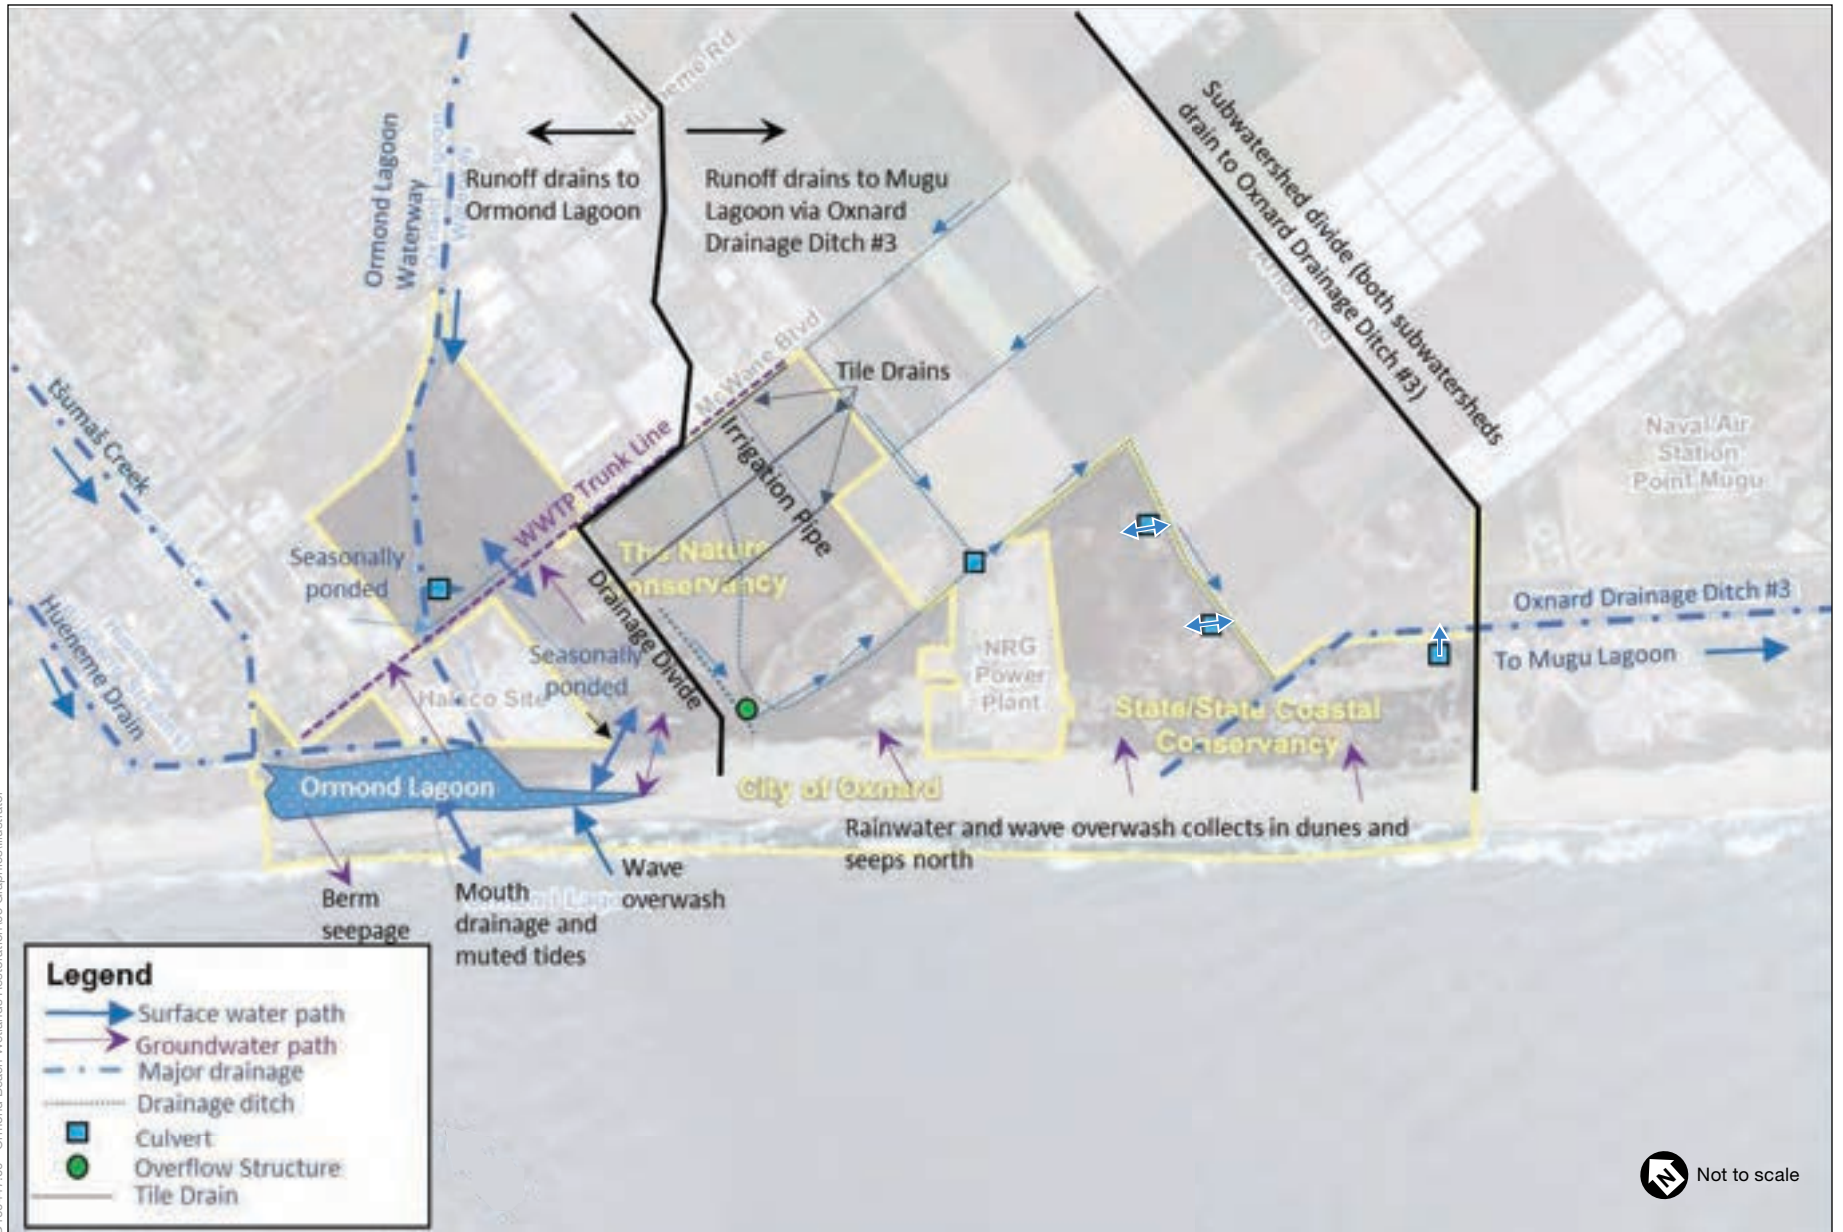 Hueneme Rd
Ormond Lagoon
Waterway
Runoff drains to
Ormond Lagoon
Runoff drains to Mugu
Lagoon via Oxnard
Drainage Ditch #3
Subwatershed divide (both subwatersheds
drain to Oxnard Drainage Ditch #3)
Arnold Rd
Naval Air
Station
Point Mugu
McWane Blvd
Tile Drains
tšumaš Creek
WWTP Trunk Line
Irrigation Pipe
Seasonally
ponded
The Nature
Conservancy
Drainage Divide
Hueneme Drain
Seasonally
ponded
Halaco Site
NRG
Power
Plant
Oxnard Drainage Ditch #3
To Mugu Lagoon
State/State Coastal
Conservancy
Ormond Lagoon
City of Oxnard
Rainwater and wave overwash collects in dunes and
seeps north
Wave
overwash
Berm
seepage
Mouth
drainage and
muted tides
Legend
Surface water path
Groundwater path
Major drainage
Drainage ditch
Culvert
Overflow Structure
Tile Drain
N
Not to scale